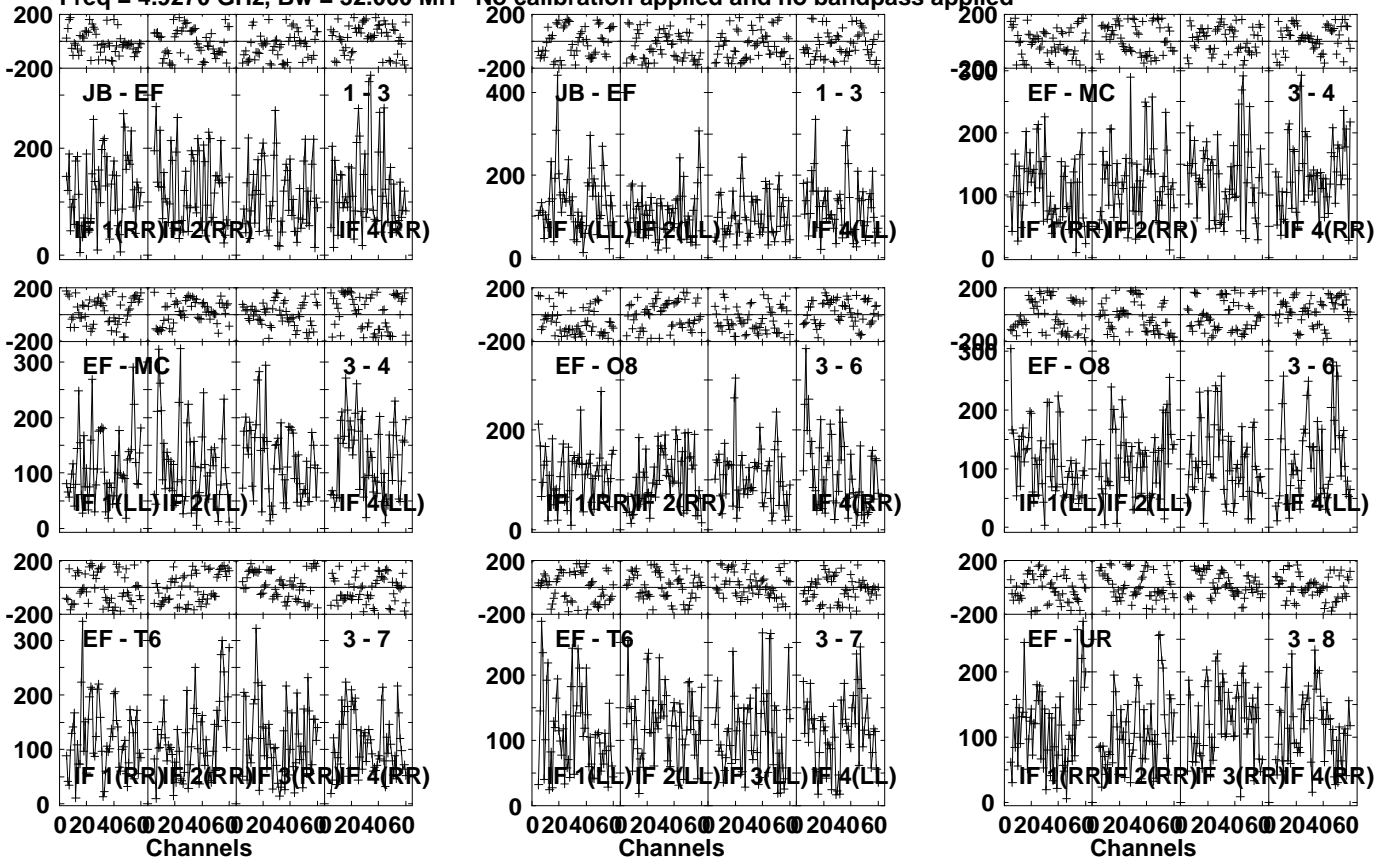 calibration applied and no bandpass applied
200 200 200
-200 -200 -200
JB - EF 1 - 3 JB - EF 1 - 3 EF - MC 3 - 4
400 300
200 200 200
100
IF 1(RR) IF 2(RR) IF 4(RR) IF 1(LL) IF 2(LL) IF 4(LL) IF 1(RR) IF 2(RR) IF 4(RR)
0 0 0
200 200 200
-200 -200 -200
300 300
EF - MC 3 - 4 EF - O8 3 - 6 EF - O8 3 - 6
200 200 200
100 100
IF 1(LL) IF 2(LL) IF 4(LL) IF 1(RR) IF 2(RR) IF 4(RR) IF 1(LL) IF 2(LL) IF 4(LL)
0 0 0
200 200 200
-200 -200 -200
300
EF - T6 3 - 7 EF - T6 3 - 7 EF - UR 3 - 8
200 200 200
100 100 100
IF 1(RR) IF 2(RR) IF 3(RR) IF 4(RR) IF 1(LL) IF 2(LL) IF 3(LL) IF 4(LL) IF 1(RR) IF 2(RR) IF 3(RR) IF 4(RR)
0 0 0
0 20 40 60 0 20 40 60 0 20 40 60 0 20 40 60 0 20 40 60 0 20 40 60 0 20 40 60 0 20 40 60 0 20 40 60 0 20 40 60 0 20 40 60 0 20 40 60
Channels Channels Channels